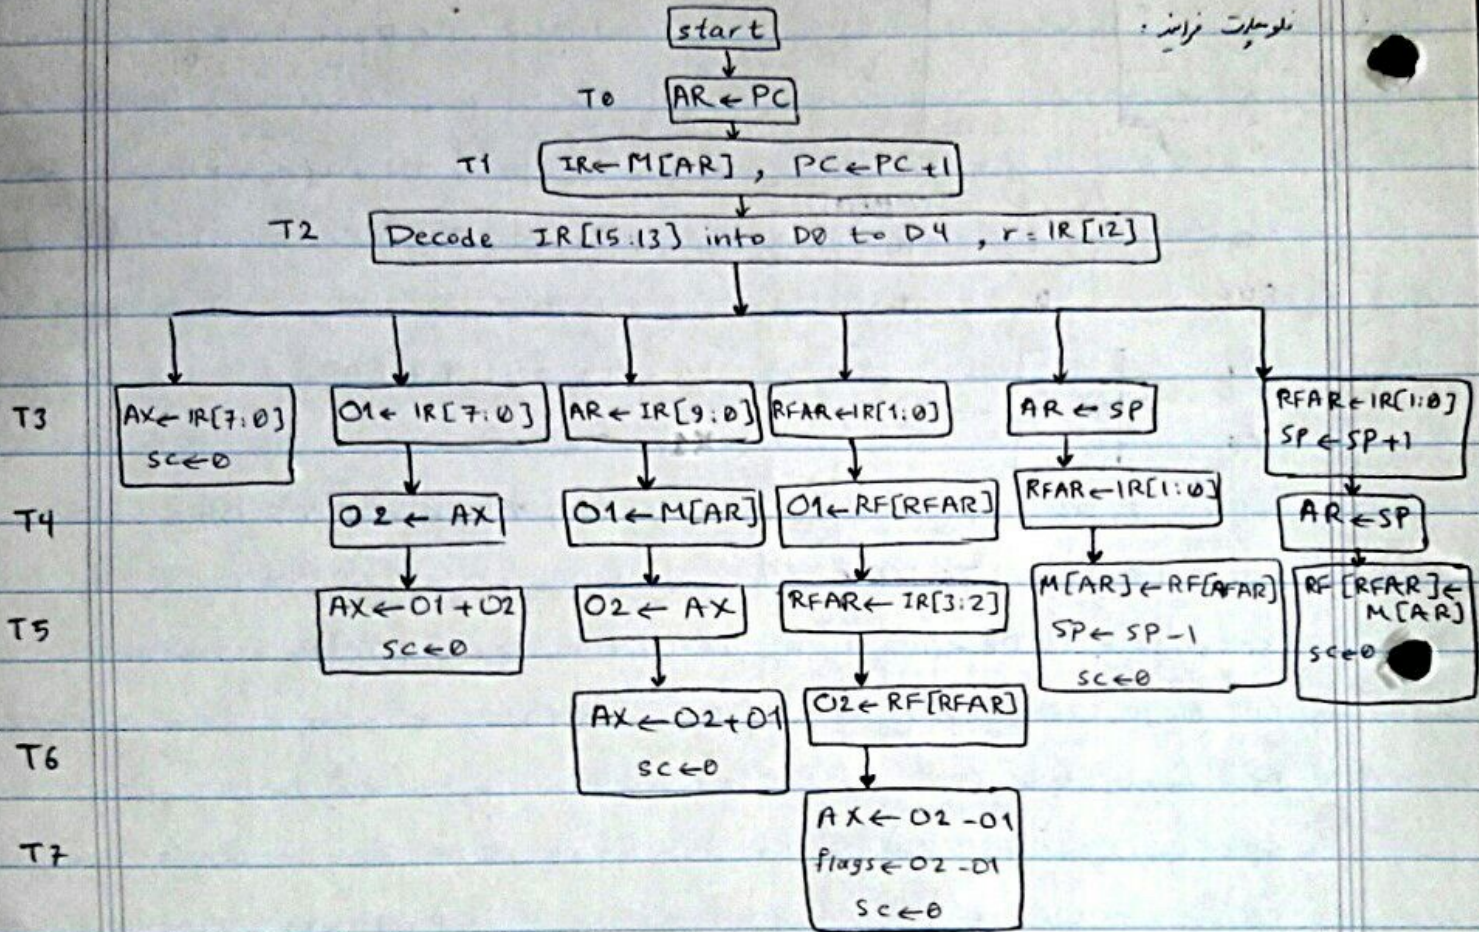 فلوچارت فرایند :
start
T0 AR ← PC
T1 IR ← M[AR] , PC ← PC +1
T2 Decode IR[15:13] into D0 to D4 , r = IR[12]
T3
AX ← IR[7:0]
SC ← 0
O1 ← IR[7:0]
AR ← IR[9:0]
RFAR ← IR[1:0]
AR ← SP
RFAR ← IR[1:0]
SP ← SP+1
T4
O2 ← AX
O1 ← M[AR]
O1 ← RF[RFAR]
RFAR ← IR[1:0]
AR ← SP
T5
AX ← O1 + O2
SC ← 0
O2 ← AX
RFAR ← IR[3:2]
M[AR] ← RF[RFAR]
SP ← SP -1
SC ← 0
RF [RFAR] ←
M[AR]
SC ← 0
T6
AX ← O2 + O1
SC ← 0
O2 ← RF[RFAR]
T7
AX ← O2 - O1
flags ← O2 - O1
SC ← 0